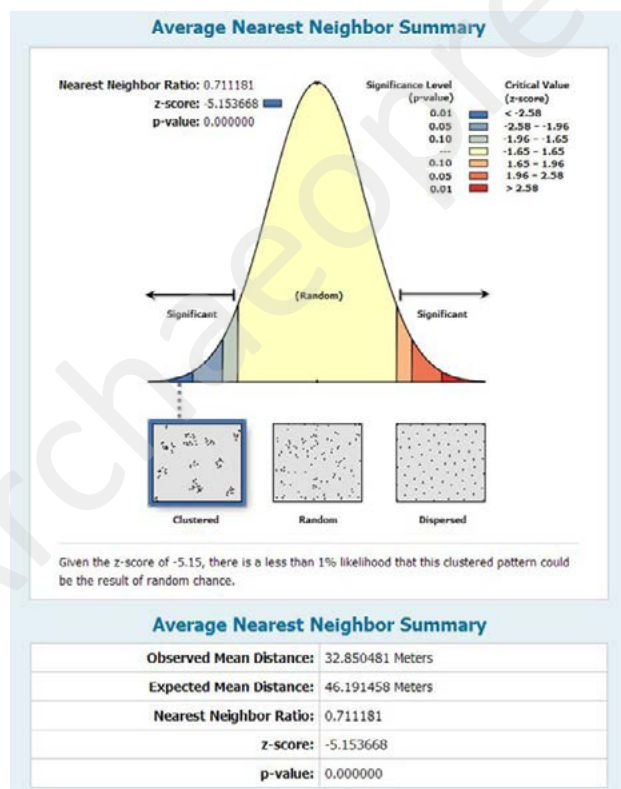 Average Nearest Neighbor Summary
Nearest Neighbor Ratio: 0.711181
z-score: -5.153668
p-value: 0.000000
Significance Level
(p-value)
Critical Value
(z-score)
0.01 < -2.58
0.05 -2.58 - -1.96
0.10 -1.96 - -1.65
--- -1.65 - 1.65
0.10 1.65 - 1.96
0.05 1.96 - 2.58
0.01 > 2.58
(Random)
Significant
Significant
Clustered
Random
Dispersed
Given the z-score of -5.15, there is a less than 1% likelihood that this clustered pattern could
be the result of random chance.
Average Nearest Neighbor Summary
Observed Mean Distance: 32.850481 Meters
Expected Mean Distance: 46.191458 Meters
Nearest Neighbor Ratio: 0.711181
z-score: -5.153668
p-value: 0.000000